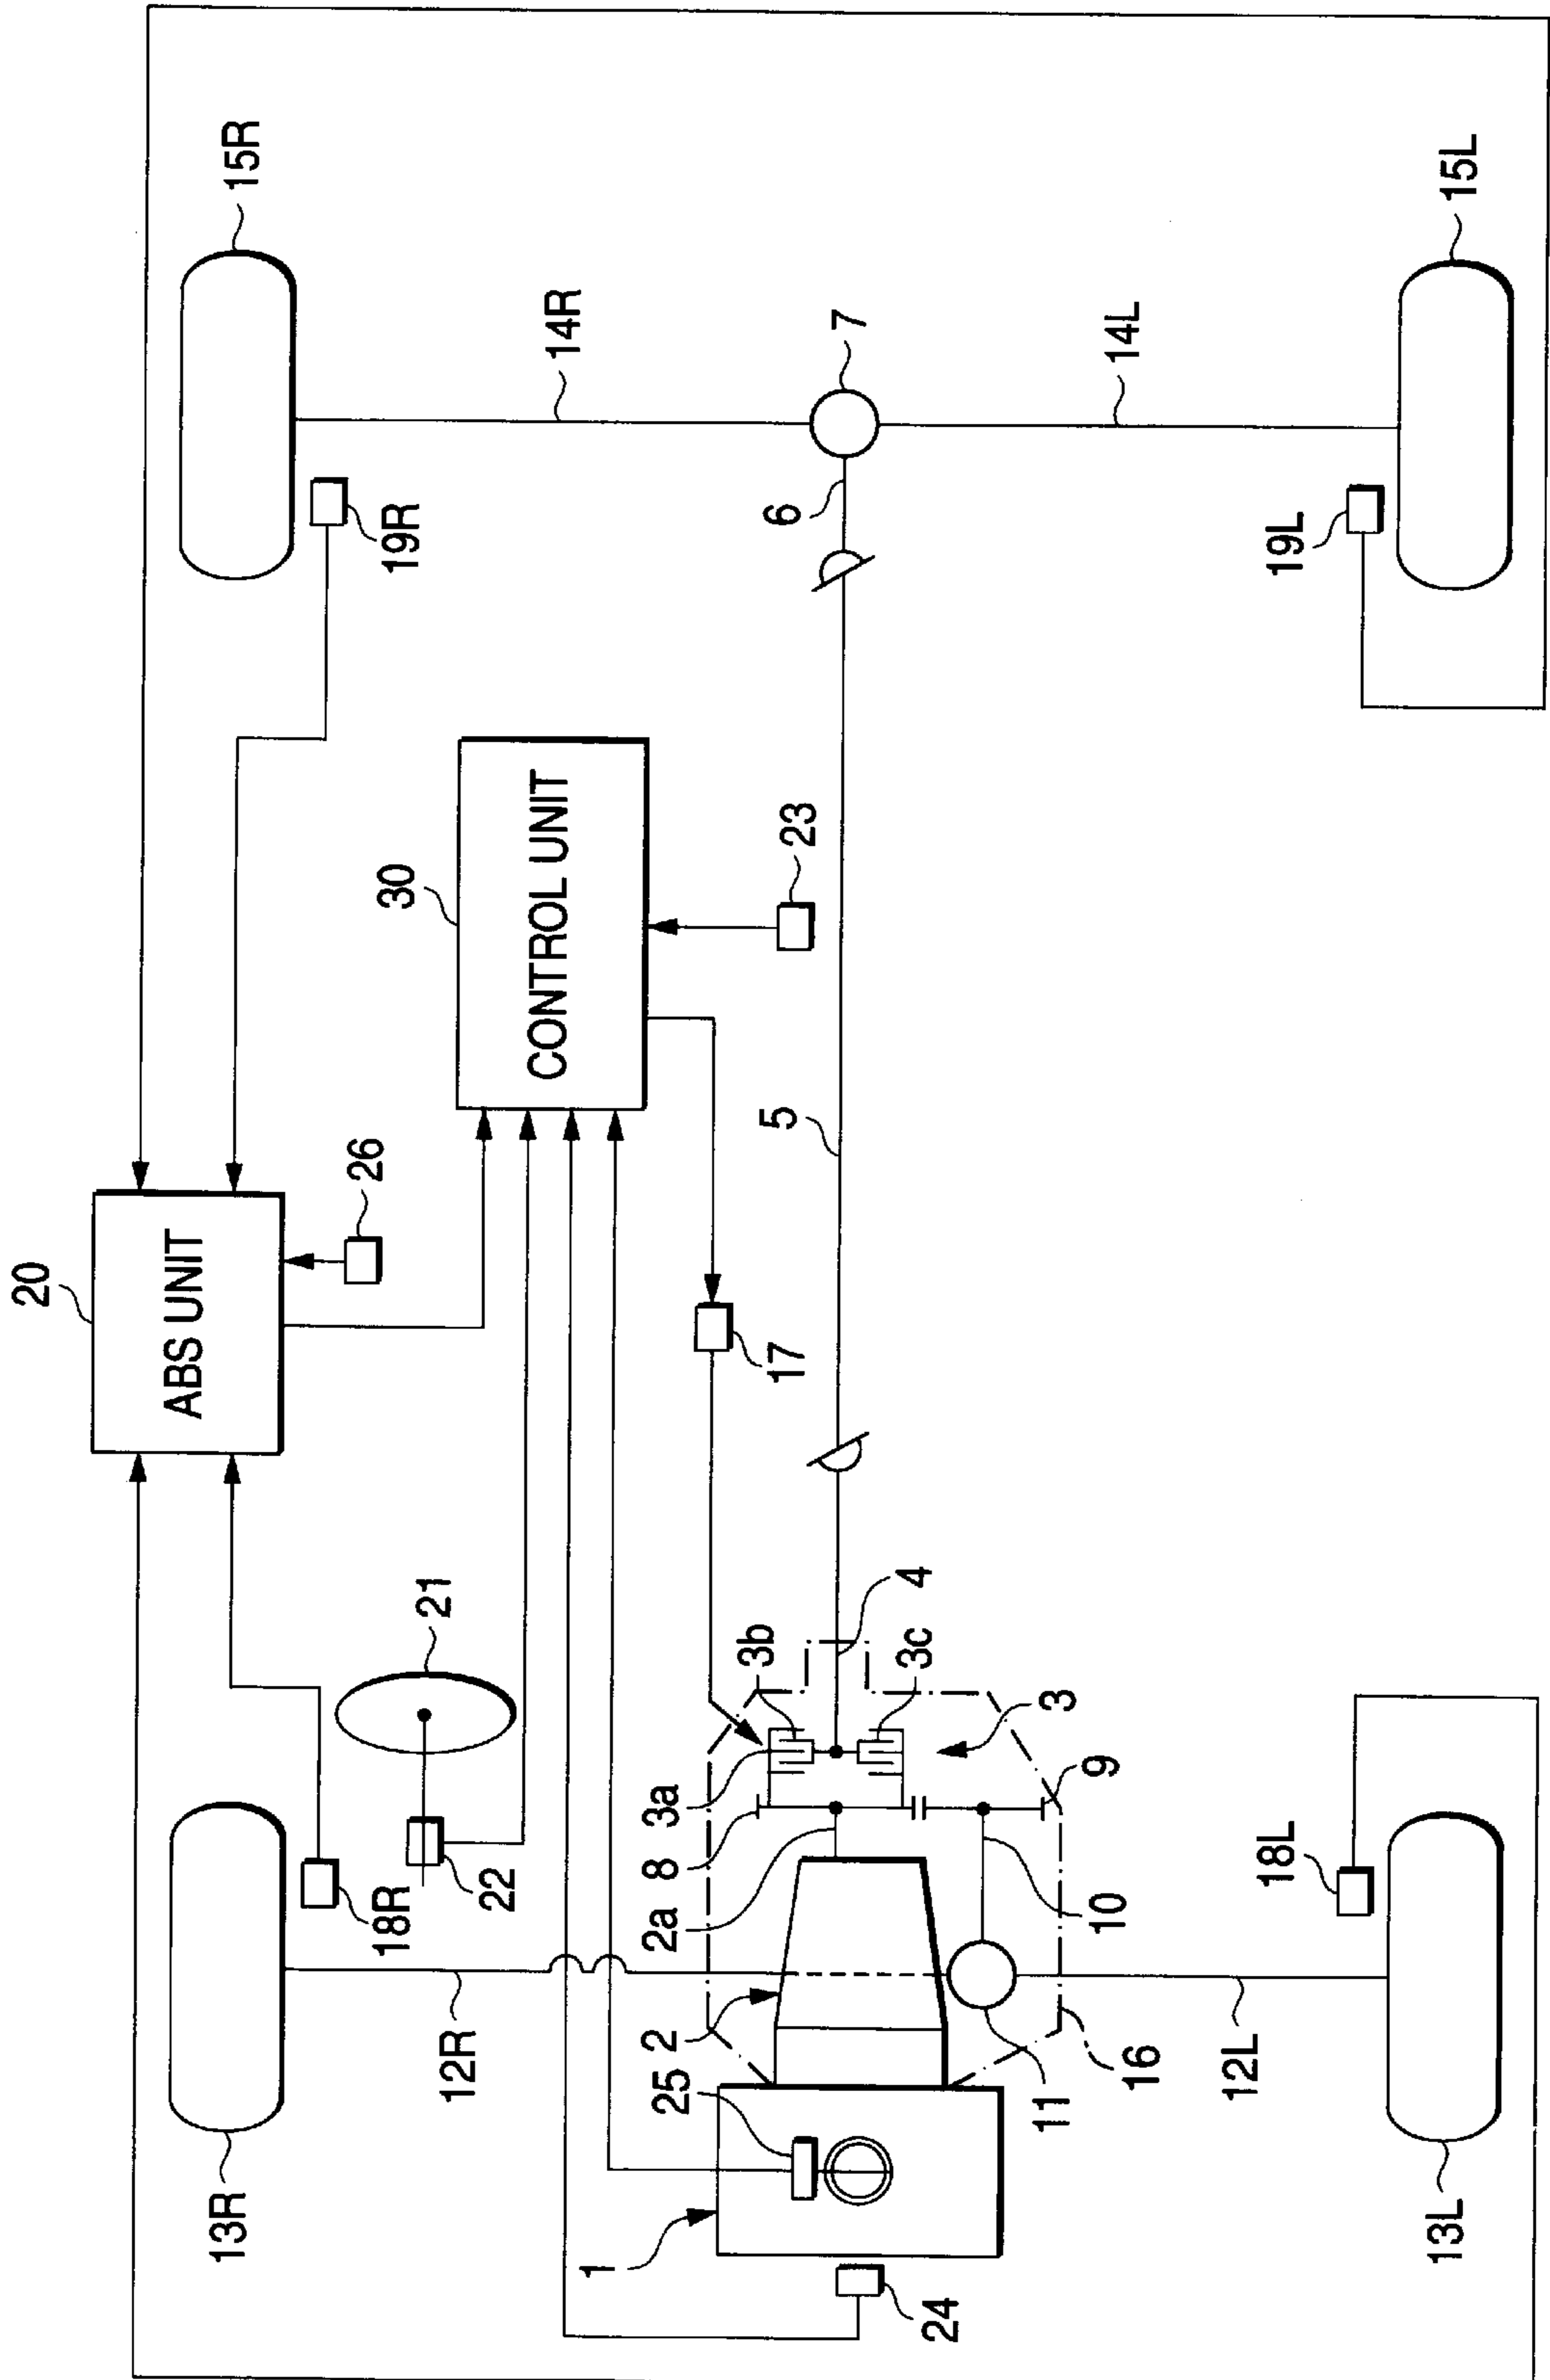 15R
15L
14R
14L
7
6
19R
19L
CONTROL UNIT
30
23
5
20
ABS UNIT
26
17
21
22
18R
4
3b
3c
3
3a
9
8
2a
10
18L
12R
2
25
11
16
12L
13R
1
24
13L